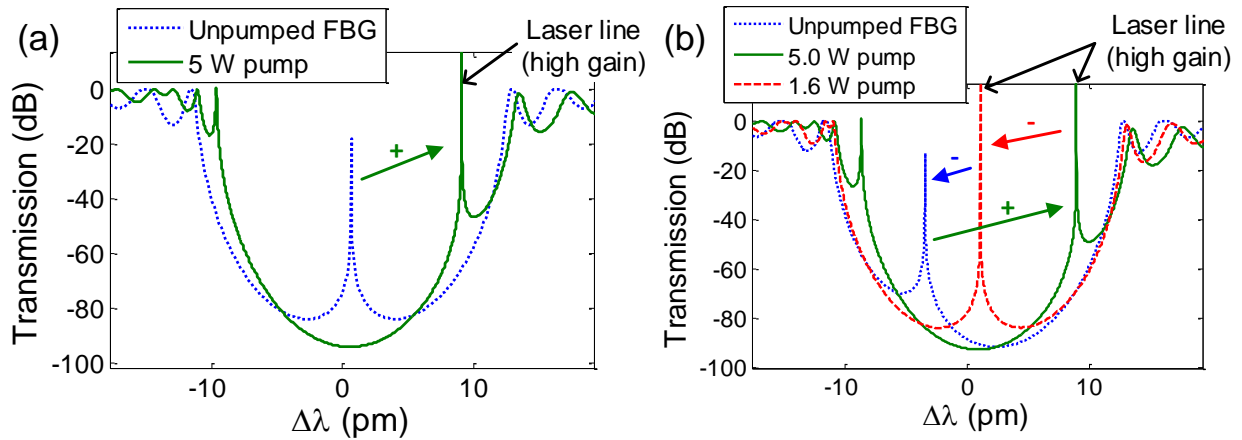 (a)
Unpumped FBG
5 W pump
Laser line
(high gain)
+
0
-20
-40
-60
-80
-100
Transmission (dB)
-10
0
10
Δλ (pm)
(b)
Unpumped FBG
5.0 W pump
1.6 W pump
Laser line
(high gain)
-
-
+
0
-20
-40
-60
-80
-100
Transmission (dB)
-10
0
10
Δλ (pm)